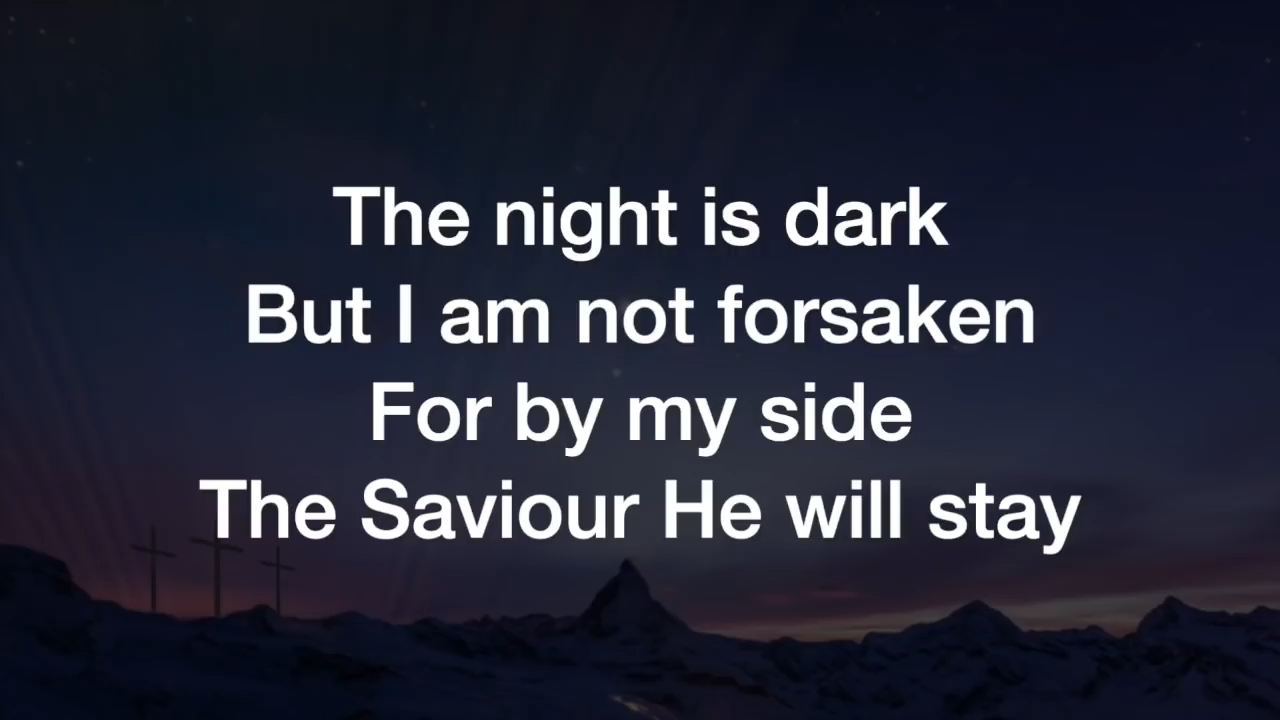 The night is dark
But I am not forsaken
For by my side
The Saviour He will stay